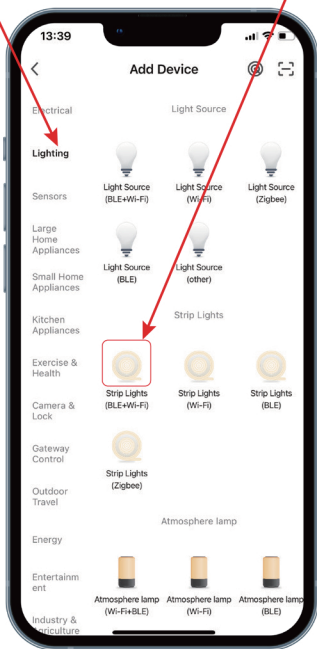 13:39
Add Device
Electrical
Lighting
Sensors
Large
Home
Appliances
Small Home
Appliances
Kitchen
Appliances
Exercise &
Health
Camera &
Lock
Gateway
Control
Outdoor
Travel
Energy
Entertainm
ent
Industry &
Agriculture
Light Source
Light Source
(BLE+Wi-Fi)
Light Source
(Wi-Fi)
Light Source
(Zigbee)
Light Source
(BLE)
Light Source
(other)
Strip Lights
Strip Lights
(BLE+Wi-Fi)
Strip Lights
(Wi-Fi)
Strip Lights
(BLE)
Strip Lights
(Zigbee)
Atmosphere lamp
Atmosphere lamp
(Wi-Fi+BLE)
Atmosphere lamp
(Wi-Fi)
Atmosphere lamp
(BLE)